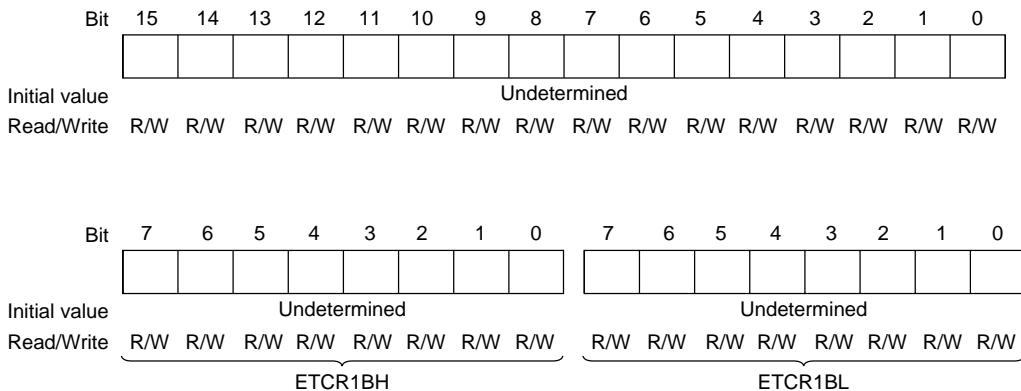 Bit 15 14 13 12 11 10 9 8 7 6 5 4 3 2 1 0
Initial value Undetermined
Read/Write R/W R/W R/W R/W R/W R/W R/W R/W R/W R/W R/W R/W R/W R/W R/W R/W
Bit 7 6 5 4 3 2 1 0 7 6 5 4 3 2 1 0
Initial value Undetermined Undetermined
Read/Write R/W R/W R/W R/W R/W R/W R/W R/W R/W R/W R/W R/W R/W R/W R/W R/W
ETCR1BH ETCR1BL